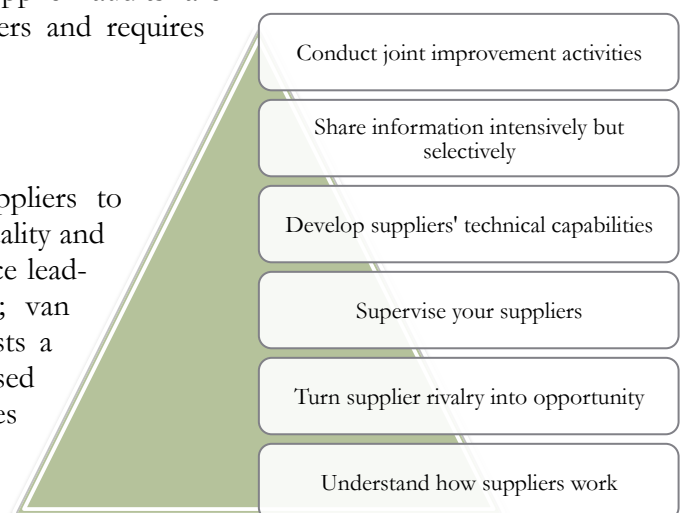 ers and requires
ppliers to
ality and
ce lead-
; van
sts a
sed
es
Conduct joint improvement activities
Share information intensively but
selectively
Develop suppliers' technical capabilities
Supervise your suppliers
Turn supplier rivalry into opportunity
Understand how suppliers work